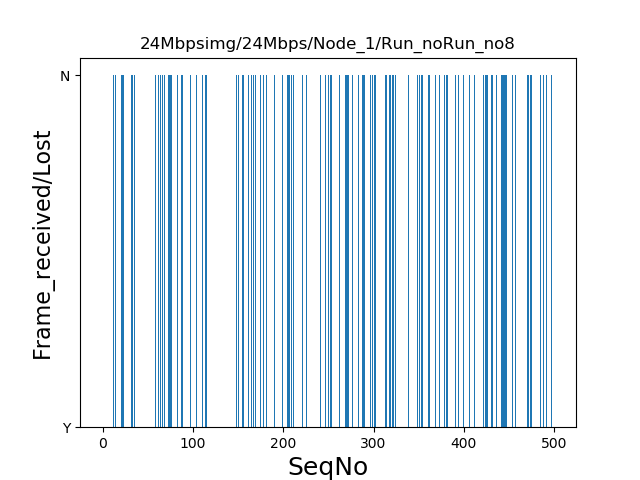 24Mbpsimg/24Mbps/Node_1/Run_noRun_no8
N
Frame_received/Lost
Y
0 100 200 300 400 500
SeqNo